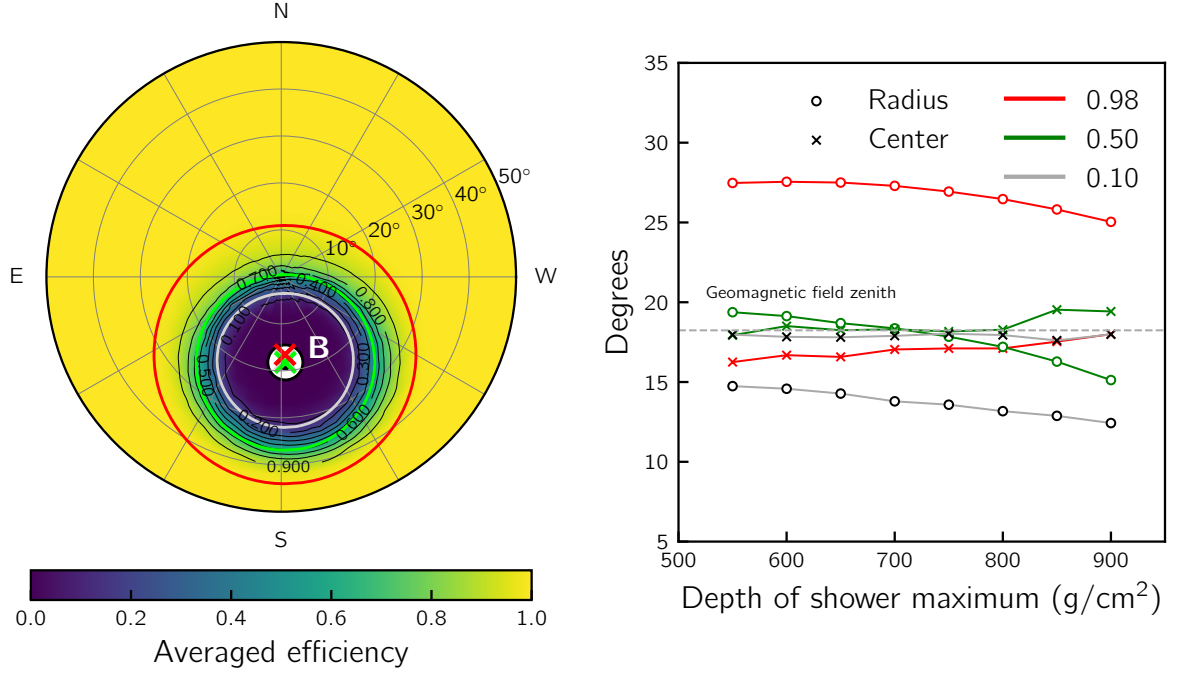 N
E
W
S
10°
20°
30°
40°
50°
0.700
0.400
0.800
0.100
B
0.300
0.500
0.200
0.600
0.900
0.0 0.2 0.4 0.6 0.8 1.0
Averaged efficiency
35
30
25
20
15
10
5
Degrees
Radius
Center
0.98
0.50
0.10
Geomagnetic field zenith
500 600 700 800 900
Depth of shower maximum (g/cm²)